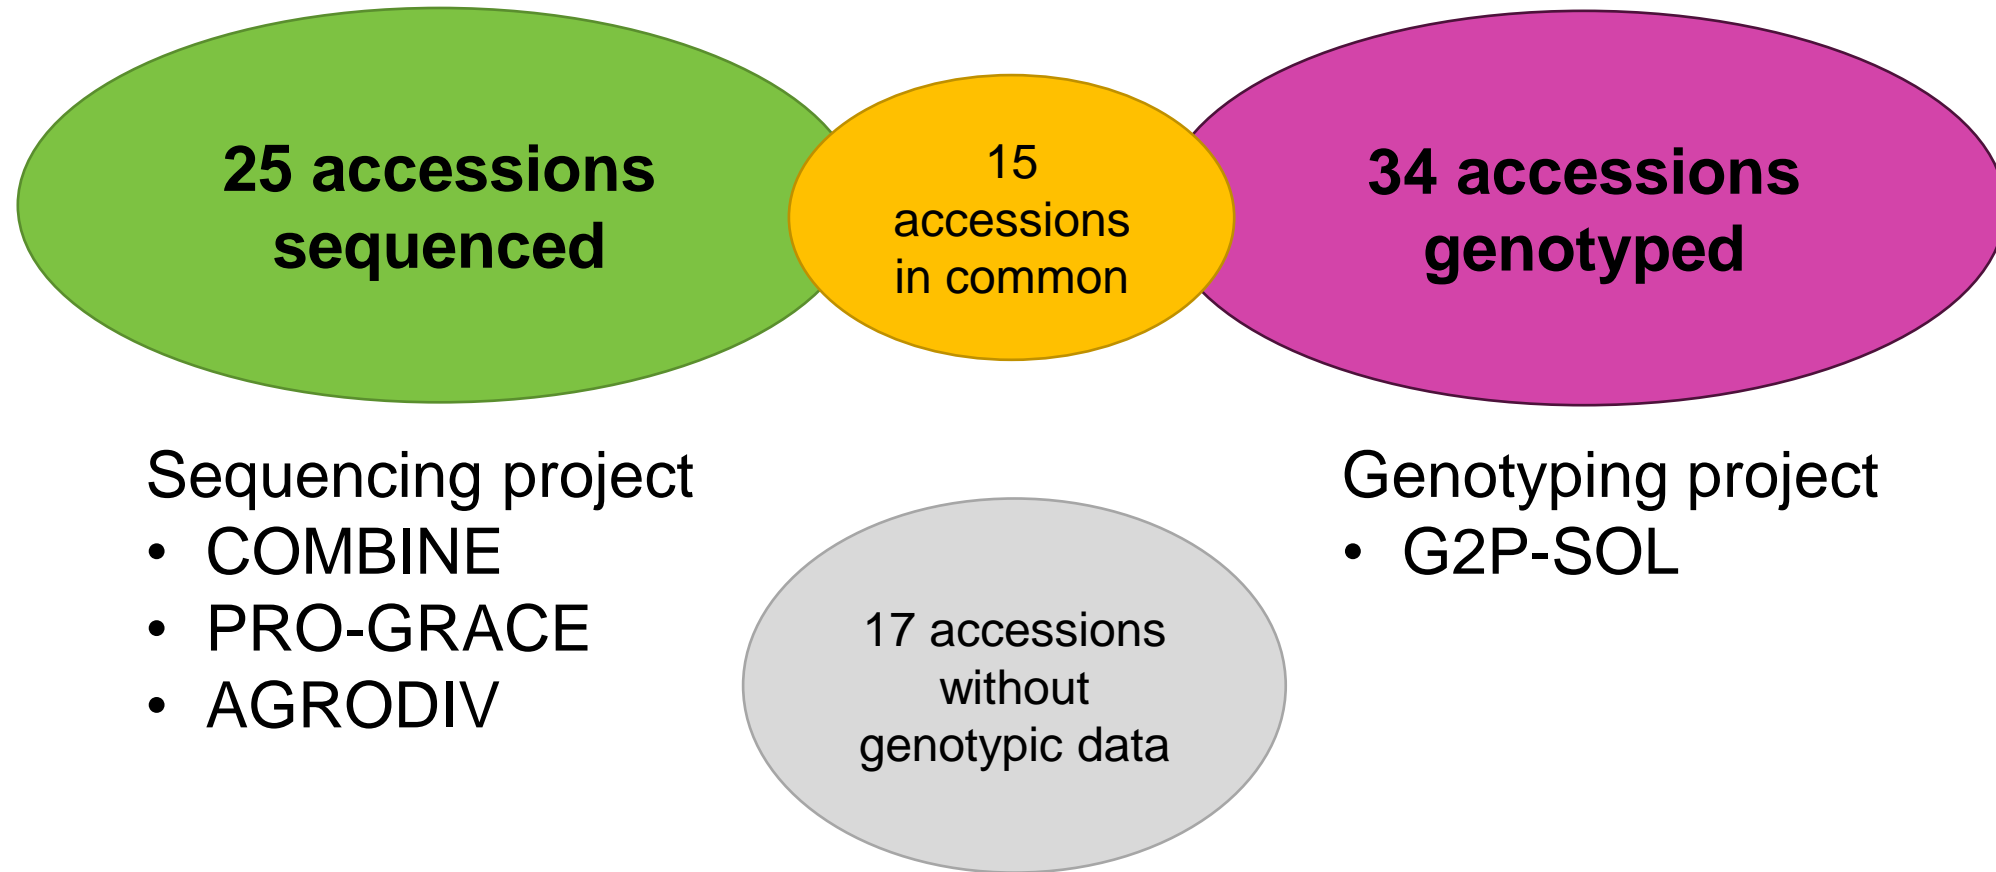 25 accessions
sequenced
15
accessions
in common
34 accessions
genotyped
Sequencing project
• COMBINE
• PRO-GRACE
• AGRODIV
17 accessions
without
genotypic data
Genotyping project
• G2P-SOL